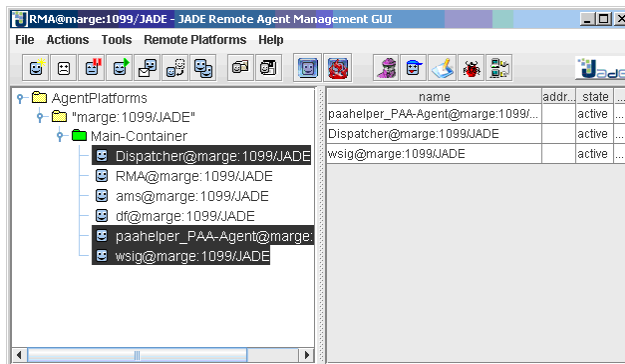 RMA@marge:1099/JADE - JADE Remote Agent Management GUI
File Actions Tools Remote Platforms Help
Jade
AgentPlatforms
"marge:1099/JADE"
Main-Container
Dispatcher@marge:1099/JADE
RMA@marge:1099/JADE
ams@marge:1099/JADE
df@marge:1099/JADE
paahelper_PAA-Agent@marge:
wsig@marge:1099/JADE
name addr... state ...
paahelper_PAA-Agent@marge:1099/... active ...
Dispatcher@marge:1099/JADE active ...
wsig@marge:1099/JADE active ...